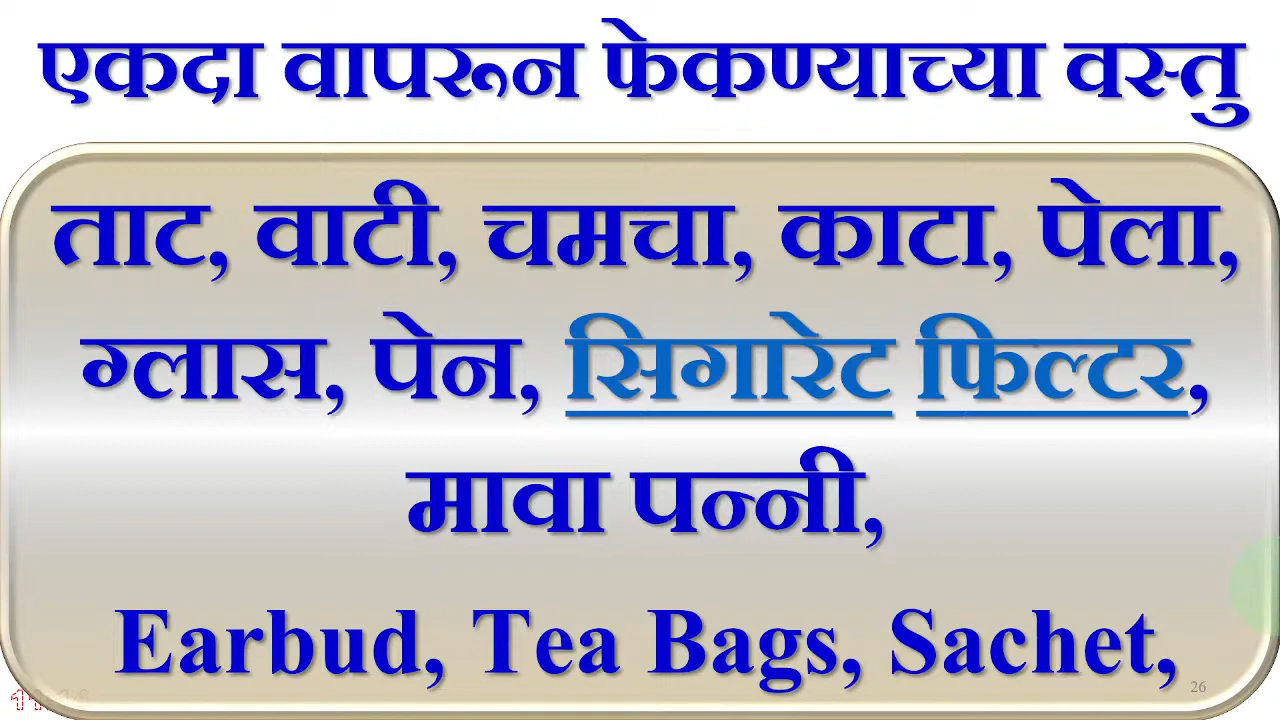 एकदा वापरून फेकण्याच्या वस्तु
ताट, वाटी, चमचा, काटा, पेला,
ग्लास, पेन, सिगारेट फिल्टर,
मावा पन्नी,
Earbud, Tea Bags, Sachet,
26